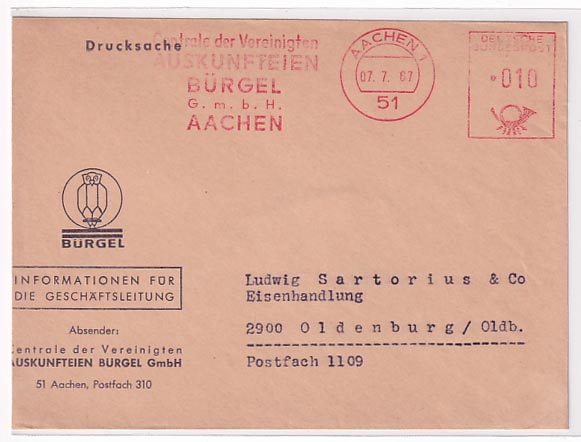 Drucksache
Centrale der Vereinigten
AUSKUNFTEIEN
BÜRGEL
G. m. b. H.
AACHEN
AACHEN 1
07. 7. 67
51
DEUTSCHE
BUNDESPOST
010
BÜRGEL
INFORMATIONEN FÜR
DIE GESCHÄFTSLEITUNG
Absender:
Centrale der Vereinigten
AUSKUNFTEIEN BÜRGEL GmbH
51 Aachen, Postfach 310
Ludwig Sartorius & Co
Eisenhandlung
2900 Oldenburg/Oldb.
Postfach 1109